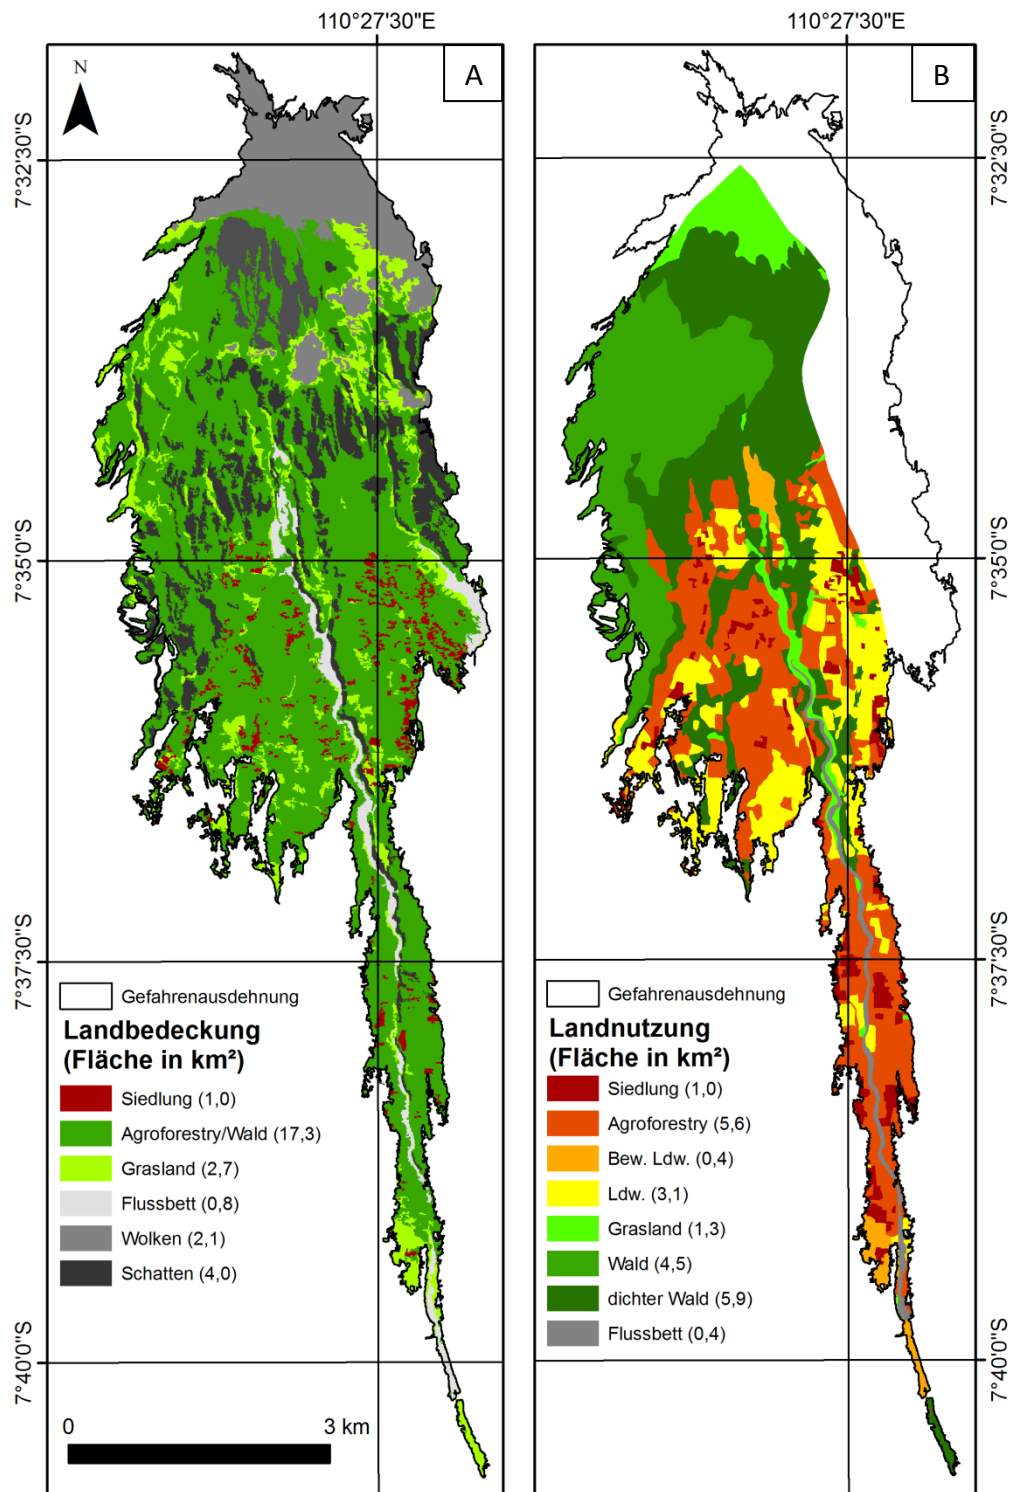 110°27'30"E
110°27'30"E
N
A
B
7°32'30"S
7°32'30"S
7°35'0"S
7°35'0"S
7°37'30"S
7°37'30"S
7°40'0"S
7°40'0"S
Gefahrenausdehnung
Landbedeckung
(Fläche in km²)
Siedlung (1,0)
Agroforestry/Wald (17,3)
Grasland (2,7)
Flussbett (0,8)
Wolken (2,1)
Schatten (4,0)
0
3 km
Gefahrenausdehnung
Landnutzung
(Fläche in km²)
Siedlung (1,0)
Agroforestry (5,6)
Bew. Ldw. (0,4)
Ldw. (3,1)
Grasland (1,3)
Wald (4,5)
dichter Wald (5,9)
Flussbett (0,4)